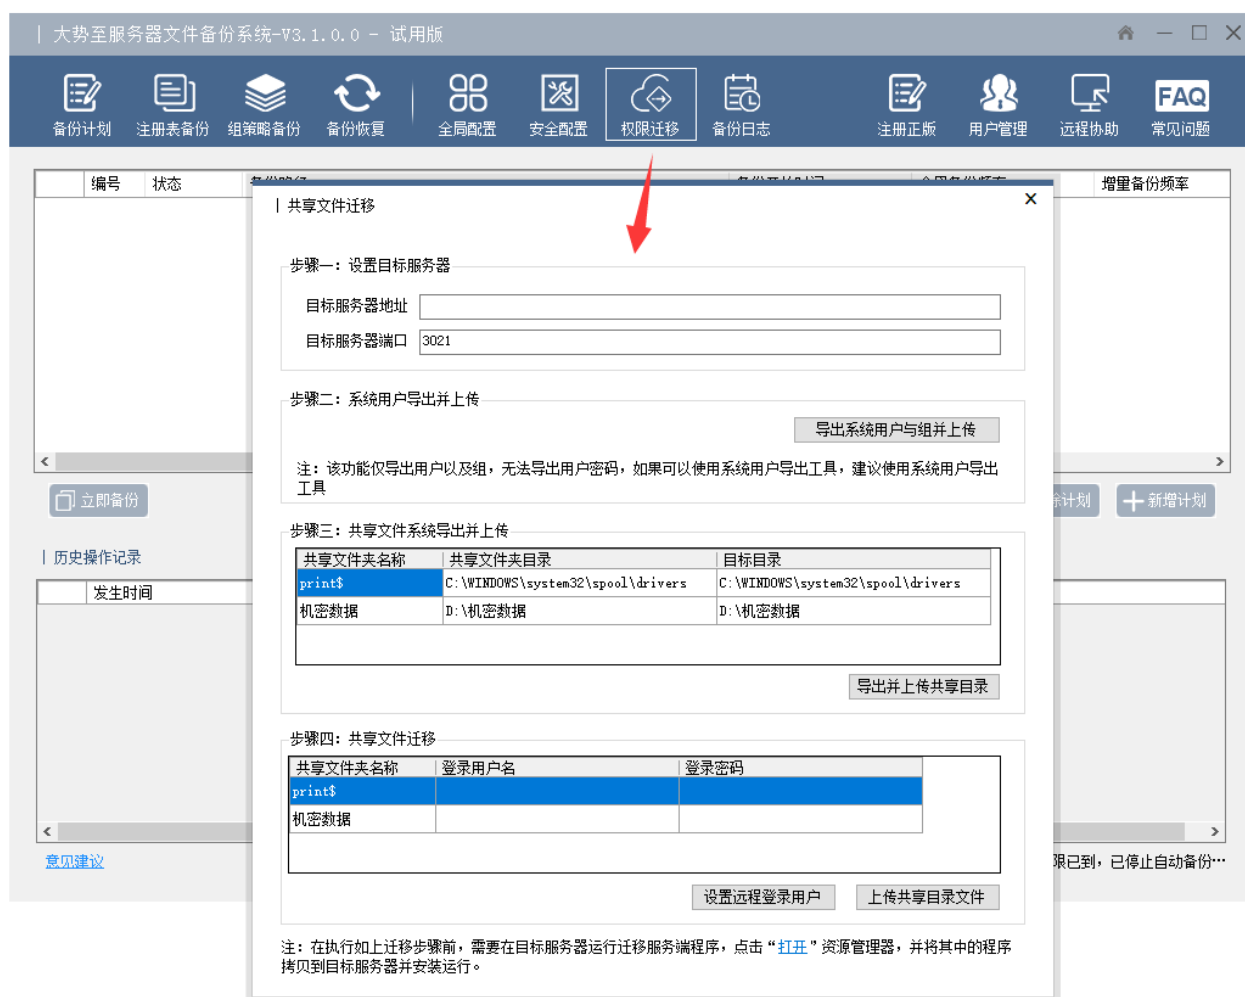 大势至服务器文件备份系统-V3.1.0.0 - 试用版
备份计划 注册表备份 组策略备份 备份恢复 全局配置 安全配置 权限迁移 备份日志 注册正版 用户管理 远程协助 FAQ 常见问题
编号 状态 增量备份频率
共享文件迁移 X
步骤一：设置目标服务器
目标服务器地址
目标服务器端口 3021
步骤二：系统用户导出并上传
导出系统用户与组并上传
注：该功能仅导出用户以及组，无法导出用户密码，如果可以使用系统用户导出工具，建议使用系统用户导出
工具
立即备份 计划 新增计划
步骤三：共享文件系统导出并上传
历史操作记录
共享文件夹名称 共享文件夹目录 目标目录
print$ C:\WINDOWS\system32\spool\drivers C:\WINDOWS\system32\spool\drivers
发生时间
机密数据 D:\机密数据 D:\机密数据
导出并上传共享目录
步骤四：共享文件迁移
共享文件夹名称 登录用户名 登录密码
print$
机密数据
意见建议 限已到，已停止自动备份…
设置远程登录用户 上传共享目录文件
注：在执行如上迁移步骤前，需要在目标服务器运行迁移服务端程序，点击“打开”资源管理器，并将其中的程序
拷贝到目标服务器并安装运行。